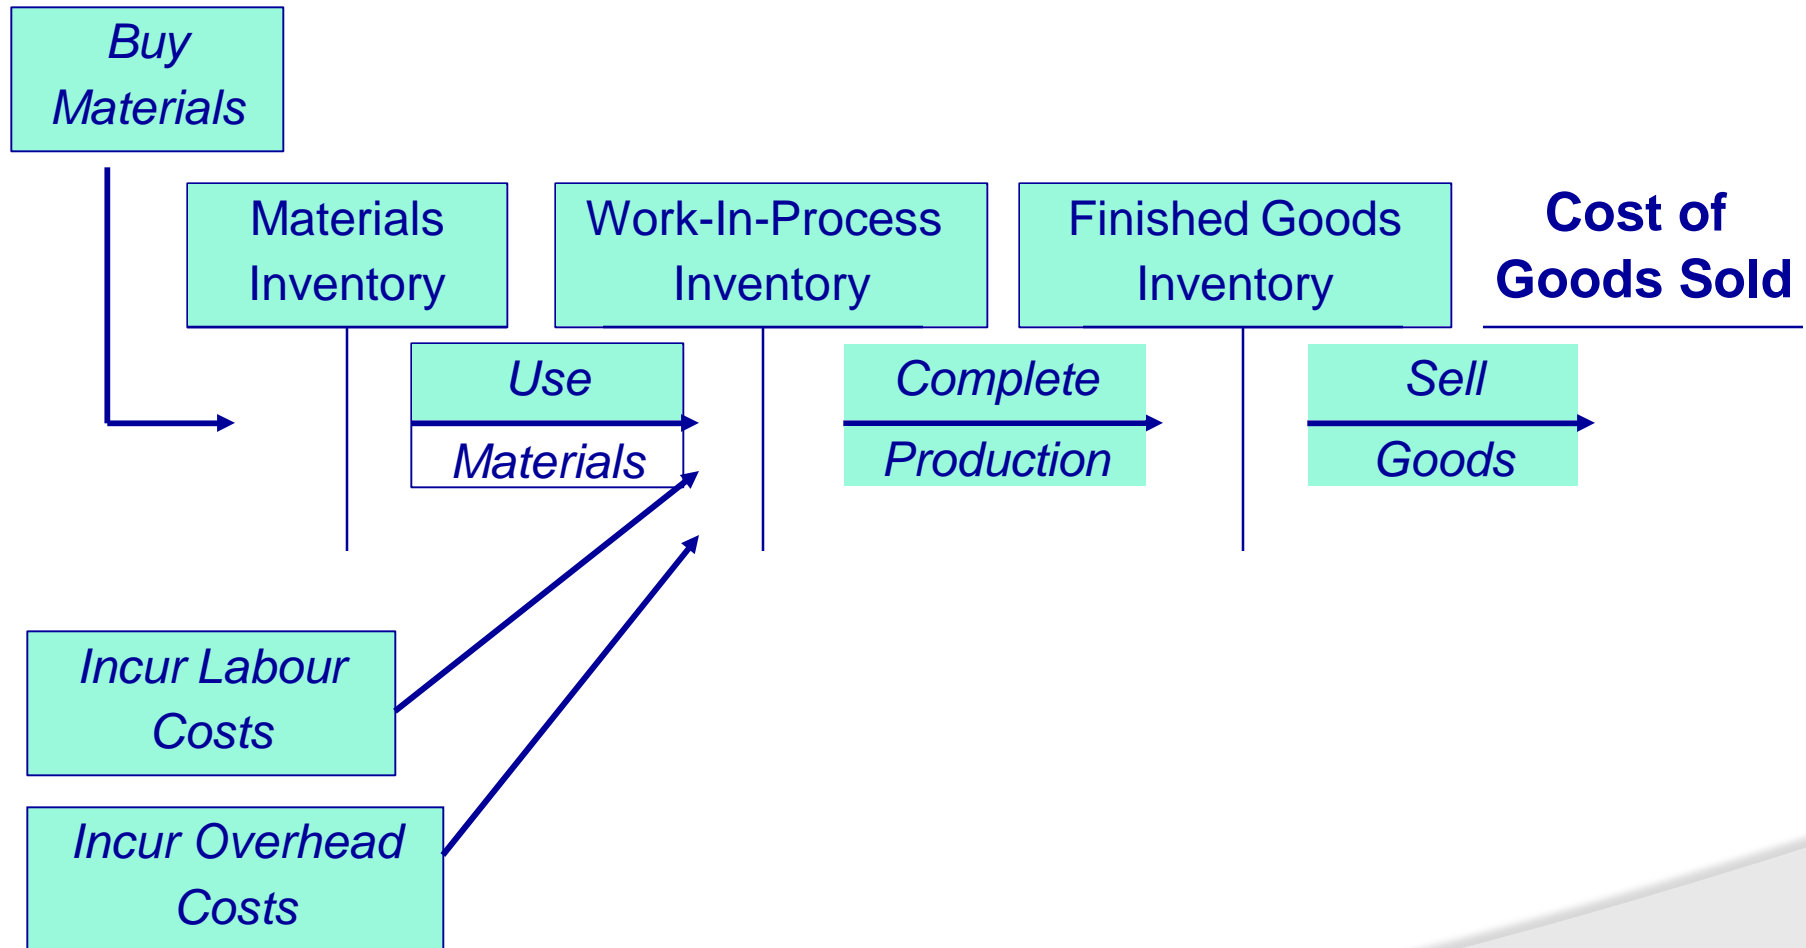 Buy
Materials
Materials
Inventory
Work-In-Process
Inventory
Finished Goods
Inventory
Cost of
Goods Sold
Use
Materials
Complete
Production
Sell
Goods
Incur Labour
Costs
Incur Overhead
Costs